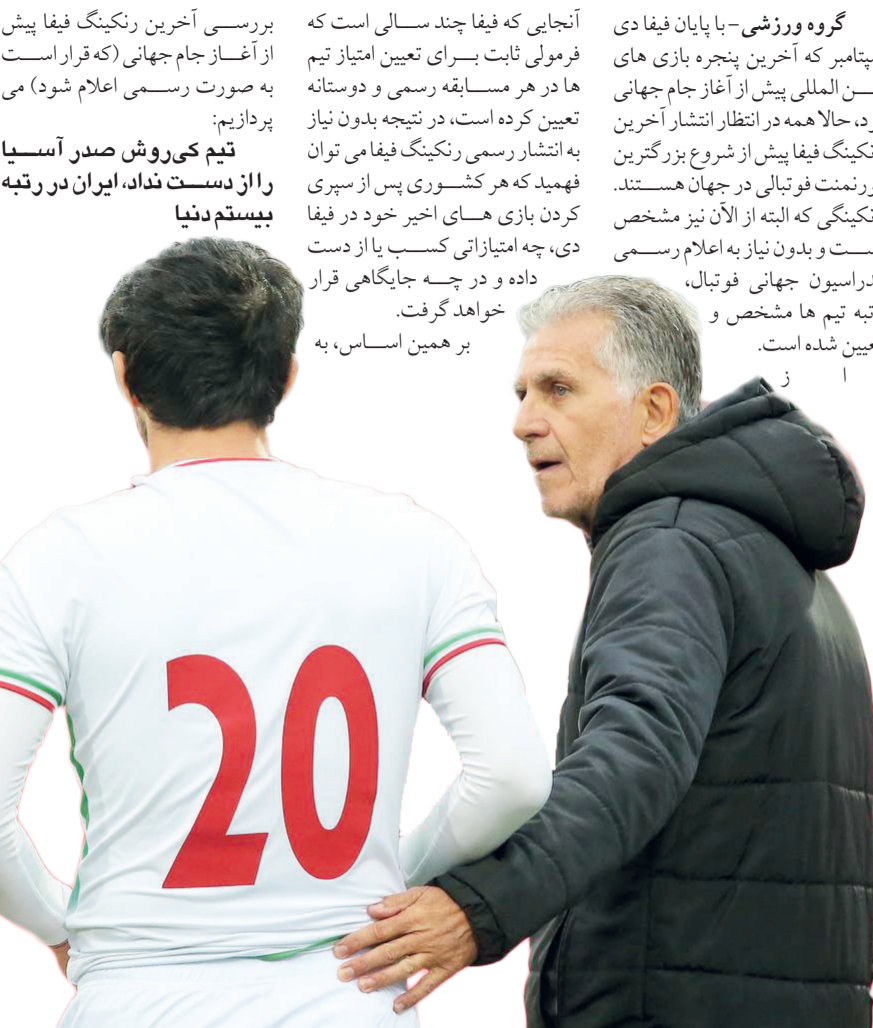 گروه ورزشی - با پایان فیفا دی
سپتامبر که آخرین پنجره بازی های
المللی پیش از آغاز جام جهانی
حالا همه در انتظار انتشار آخرین
رنکینگ فیفا پیش از شروع بزرگترین
تورنمنت فوتبالی در جهان هستند.
رنکینگی که البته از الآن نیز مشخص
است و بدون نیاز به اعلام رسمی
فدراسیون جهانی فوتبال،
رتبه تیم ها مشخص و
تعیین شده است.
از
آنجایی که فیفا چند سالی است که
فرمولی ثابت برای تعیین امتیاز تیم
ها در هر مسابقه رسمی و دوستانه
تعیین کرده است، در نتیجه بدون نیاز
به انتشار رسمی رنکینگ فیفا می توان
فهمید که هر کشوری پس از سپری
کردن بازی های اخیر خود در فیفا
دی، چه امتیازاتی کسب یا از دست
داده و در چه جایگاهی قرار
خواهد گرفت.
بر همین اساس، به
بررسی آخرین رنکینگ فیفا پیش
از آغاز جام جهانی (که قرار است
به صورت رسمی اعلام شود) می
پردازیم:
تیم کی‌روش صدر آسیا
را از دست نداد، ایران در رتبه
بیستم دنیا
20